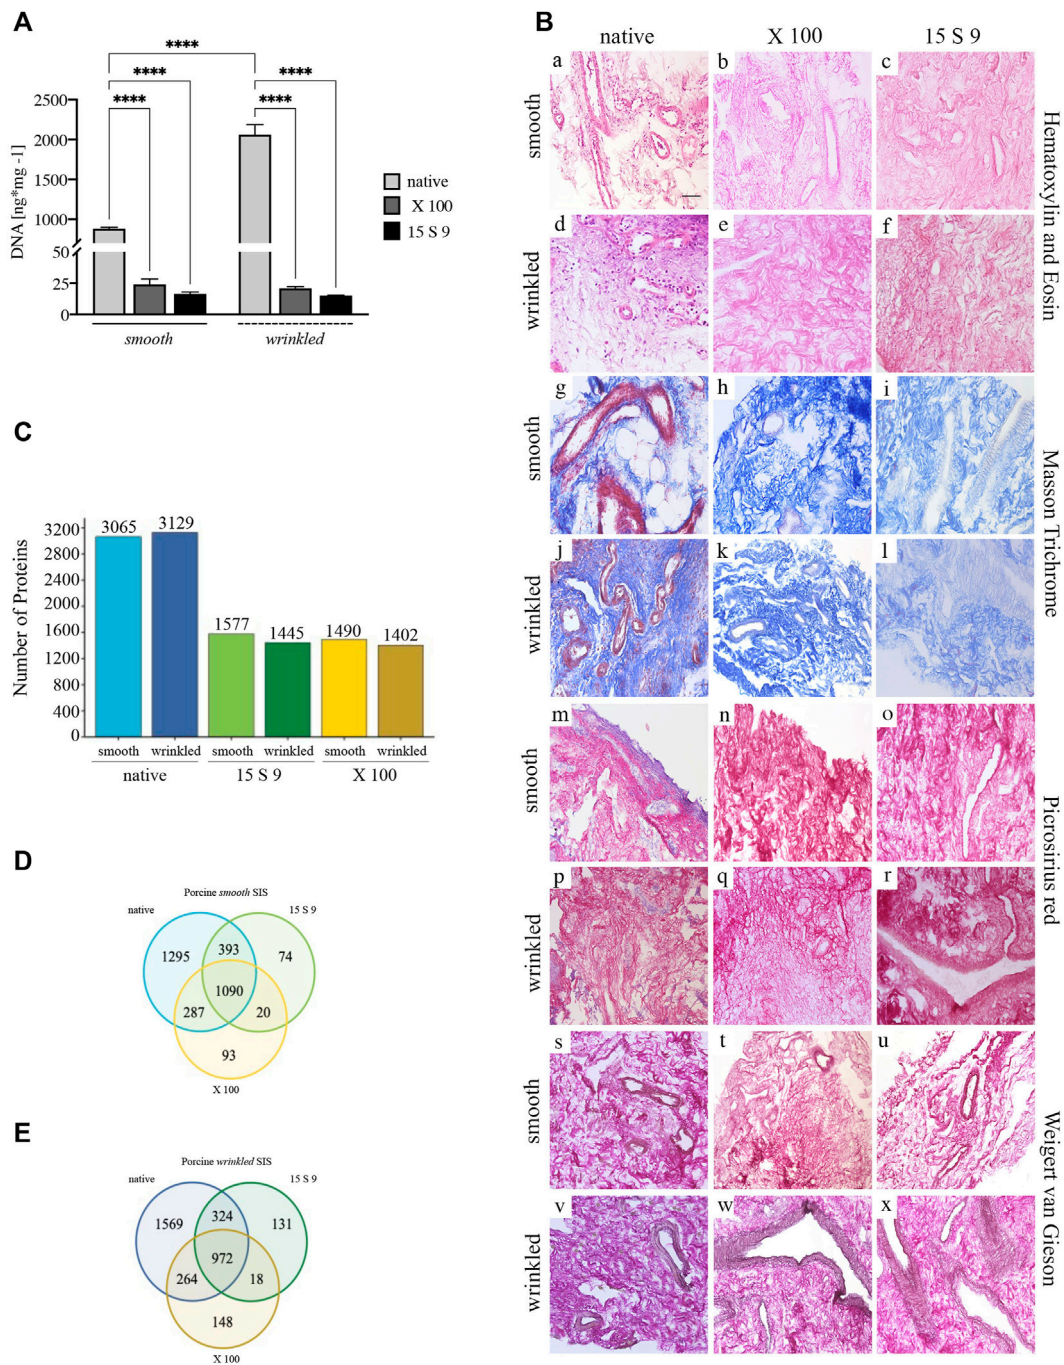 A
****
****
****
****
****
DNA [ng*mg -1]
2500
2000
1500
1000
50
25
0
smooth
wrinkled
native
X 100
15 S 9
B
native
X 100
15 S 9
a
b
c
smooth
d
e
f
wrinkled
Hematoxylin and Eosin
g
h
i
smooth
j
k
l
wrinkled
Masson Trichrome
m
n
o
smooth
p
q
r
wrinkled
Picrosirius red
s
t
u
smooth
v
w
x
wrinkled
Weigert van Gieson
C
Number of Proteins
3200
2800
2400
2000
1600
1200
800
400
0
3065
3129
1577
1445
1490
1402
smooth wrinkled smooth wrinkled smooth wrinkled
native 15 S 9 X 100
D
Porcine smooth SIS
native
15 S 9
1295
393
74
1090
287
20
93
X 100
E
Porcine wrinkled SIS
native
15 S 9
1569
324
131
972
264
18
148
X 100